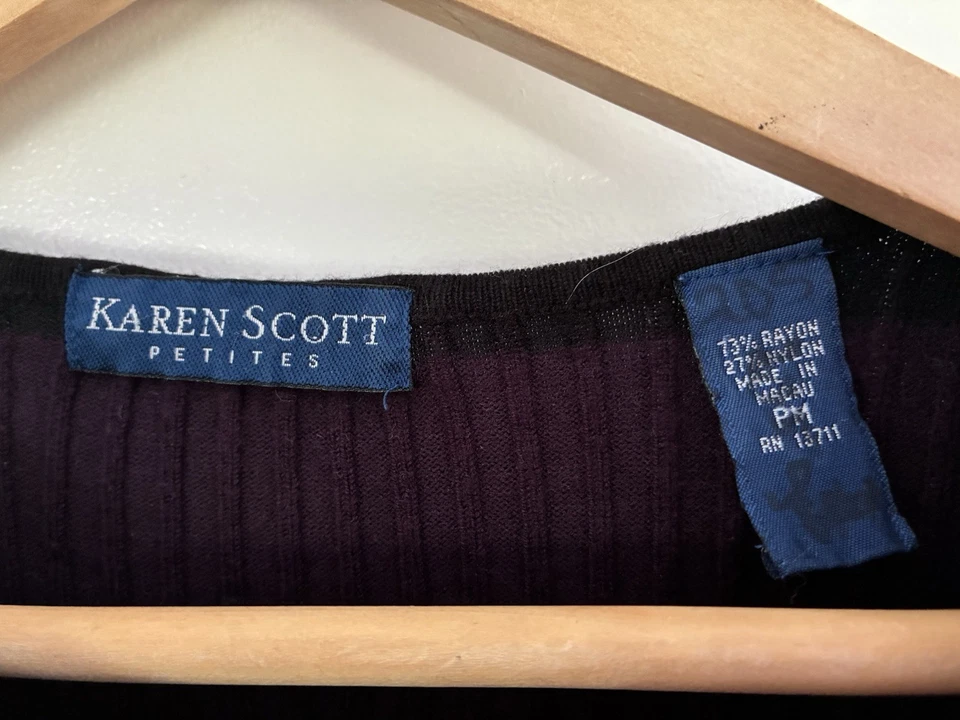 KAREN SCOTT
PETITES
73% RAYON
27% NYLON
MADE IN
MACAU
PM
RN 13711